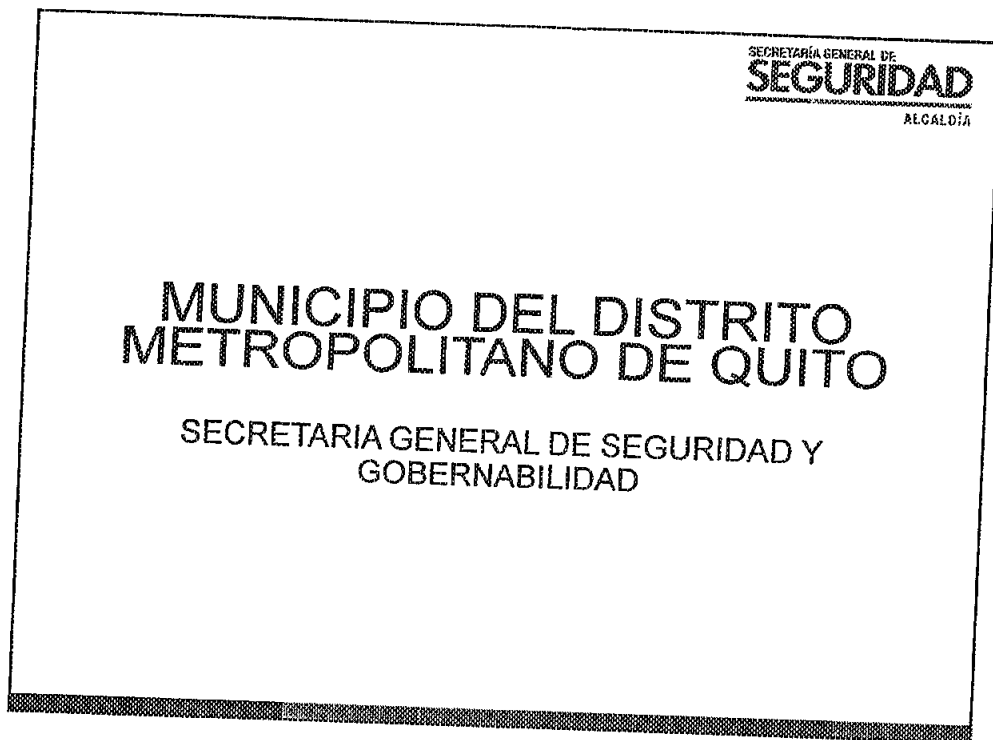 SECRETARÍA GENERAL DE
SEGURIDAD
ALCALDÍA
MUNICIPIO DEL DISTRITO
METROPOLITANO DE QUITO
SECRETARIA GENERAL DE SEGURIDAD Y
GOBERNABILIDAD